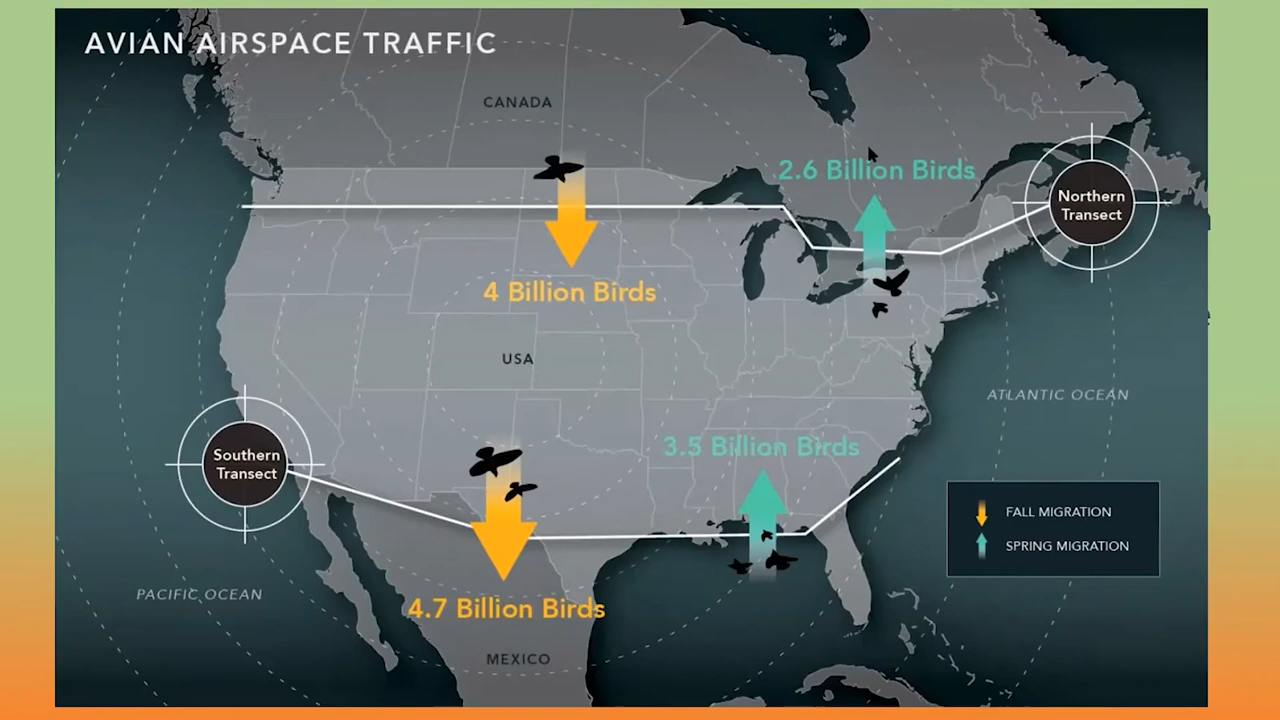 AVIAN AIRSPACE TRAFFIC
CANADA
2.6 Billion Birds
Northern
Transect
4 Billion Birds
USA
ATLANTIC OCEAN
3.5 Billion Birds
Southern
Transect
FALL MIGRATION
SPRING MIGRATION
PACIFIC OCEAN
4.7 Billion Birds
MEXICO